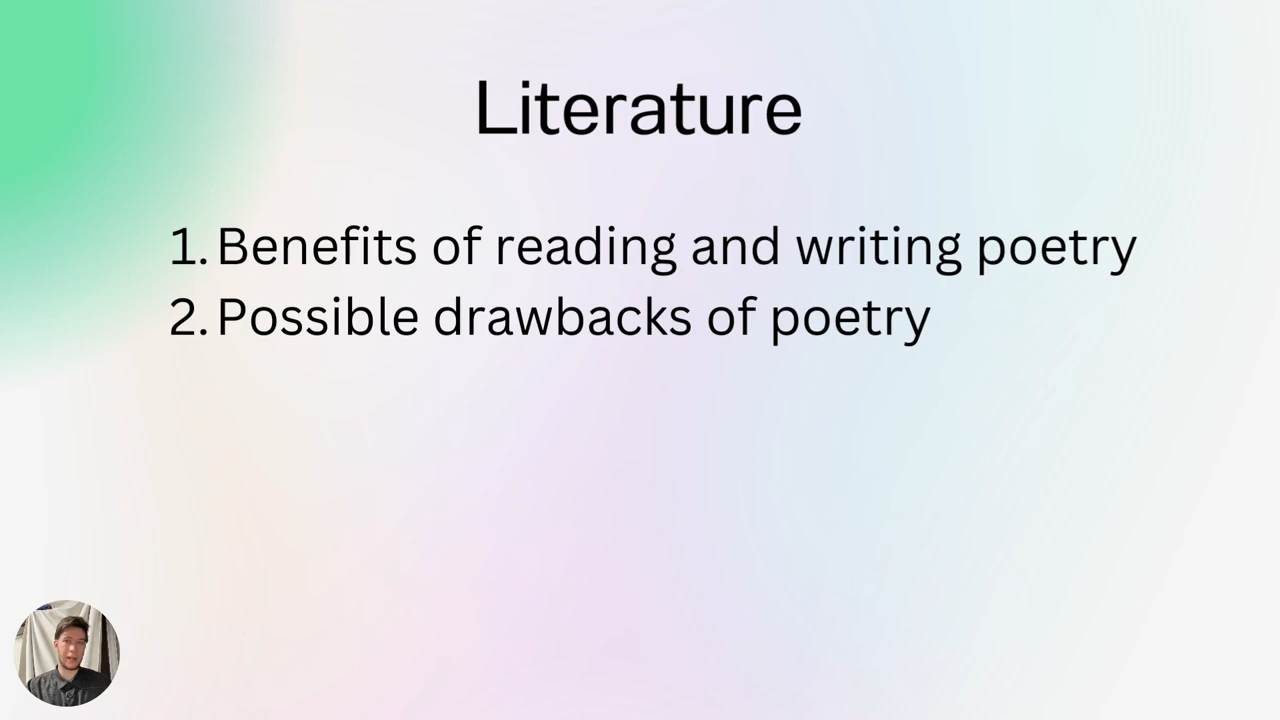 Literature
1. Benefits of reading and writing poetry
2. Possible drawbacks of poetry